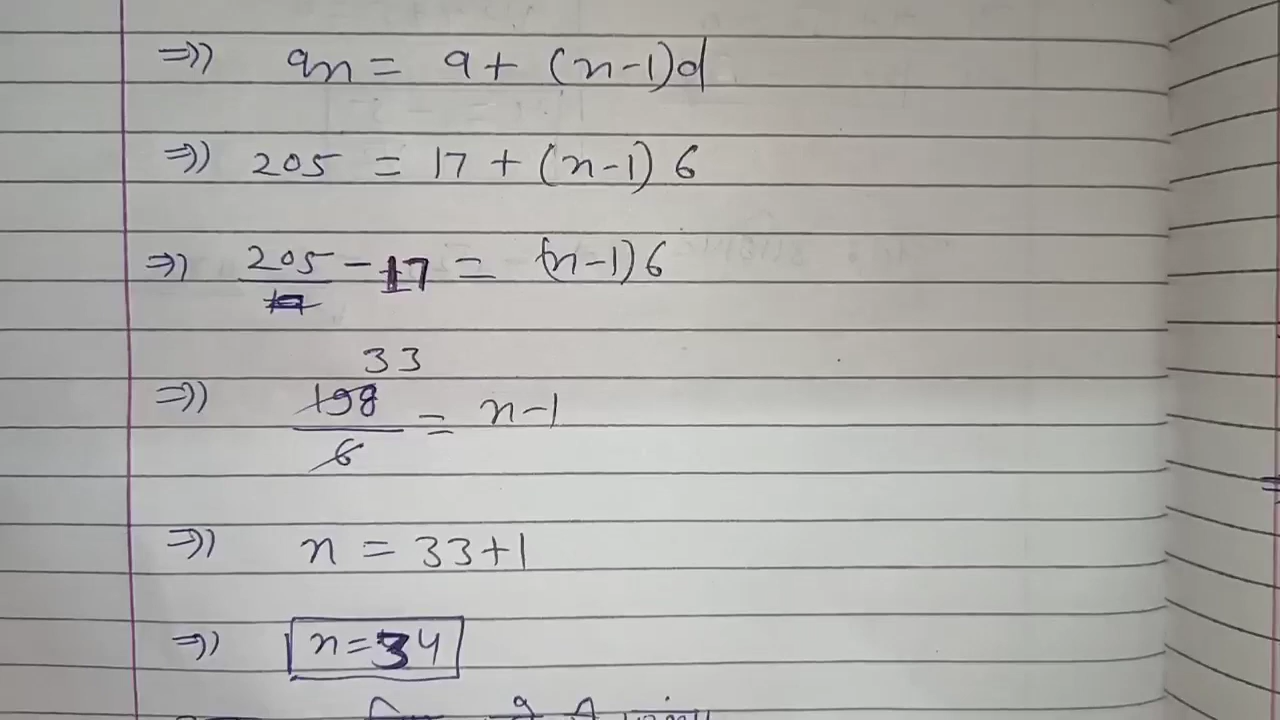 ⇒ an = a + (n-1)d
⇒ 205 = 17 + (n-1) 6
⇒ 205 - 17 = (n-1) 6
33
⇒ 198/6 = n-1
⇒ n = 33+1
⇒ n = 34